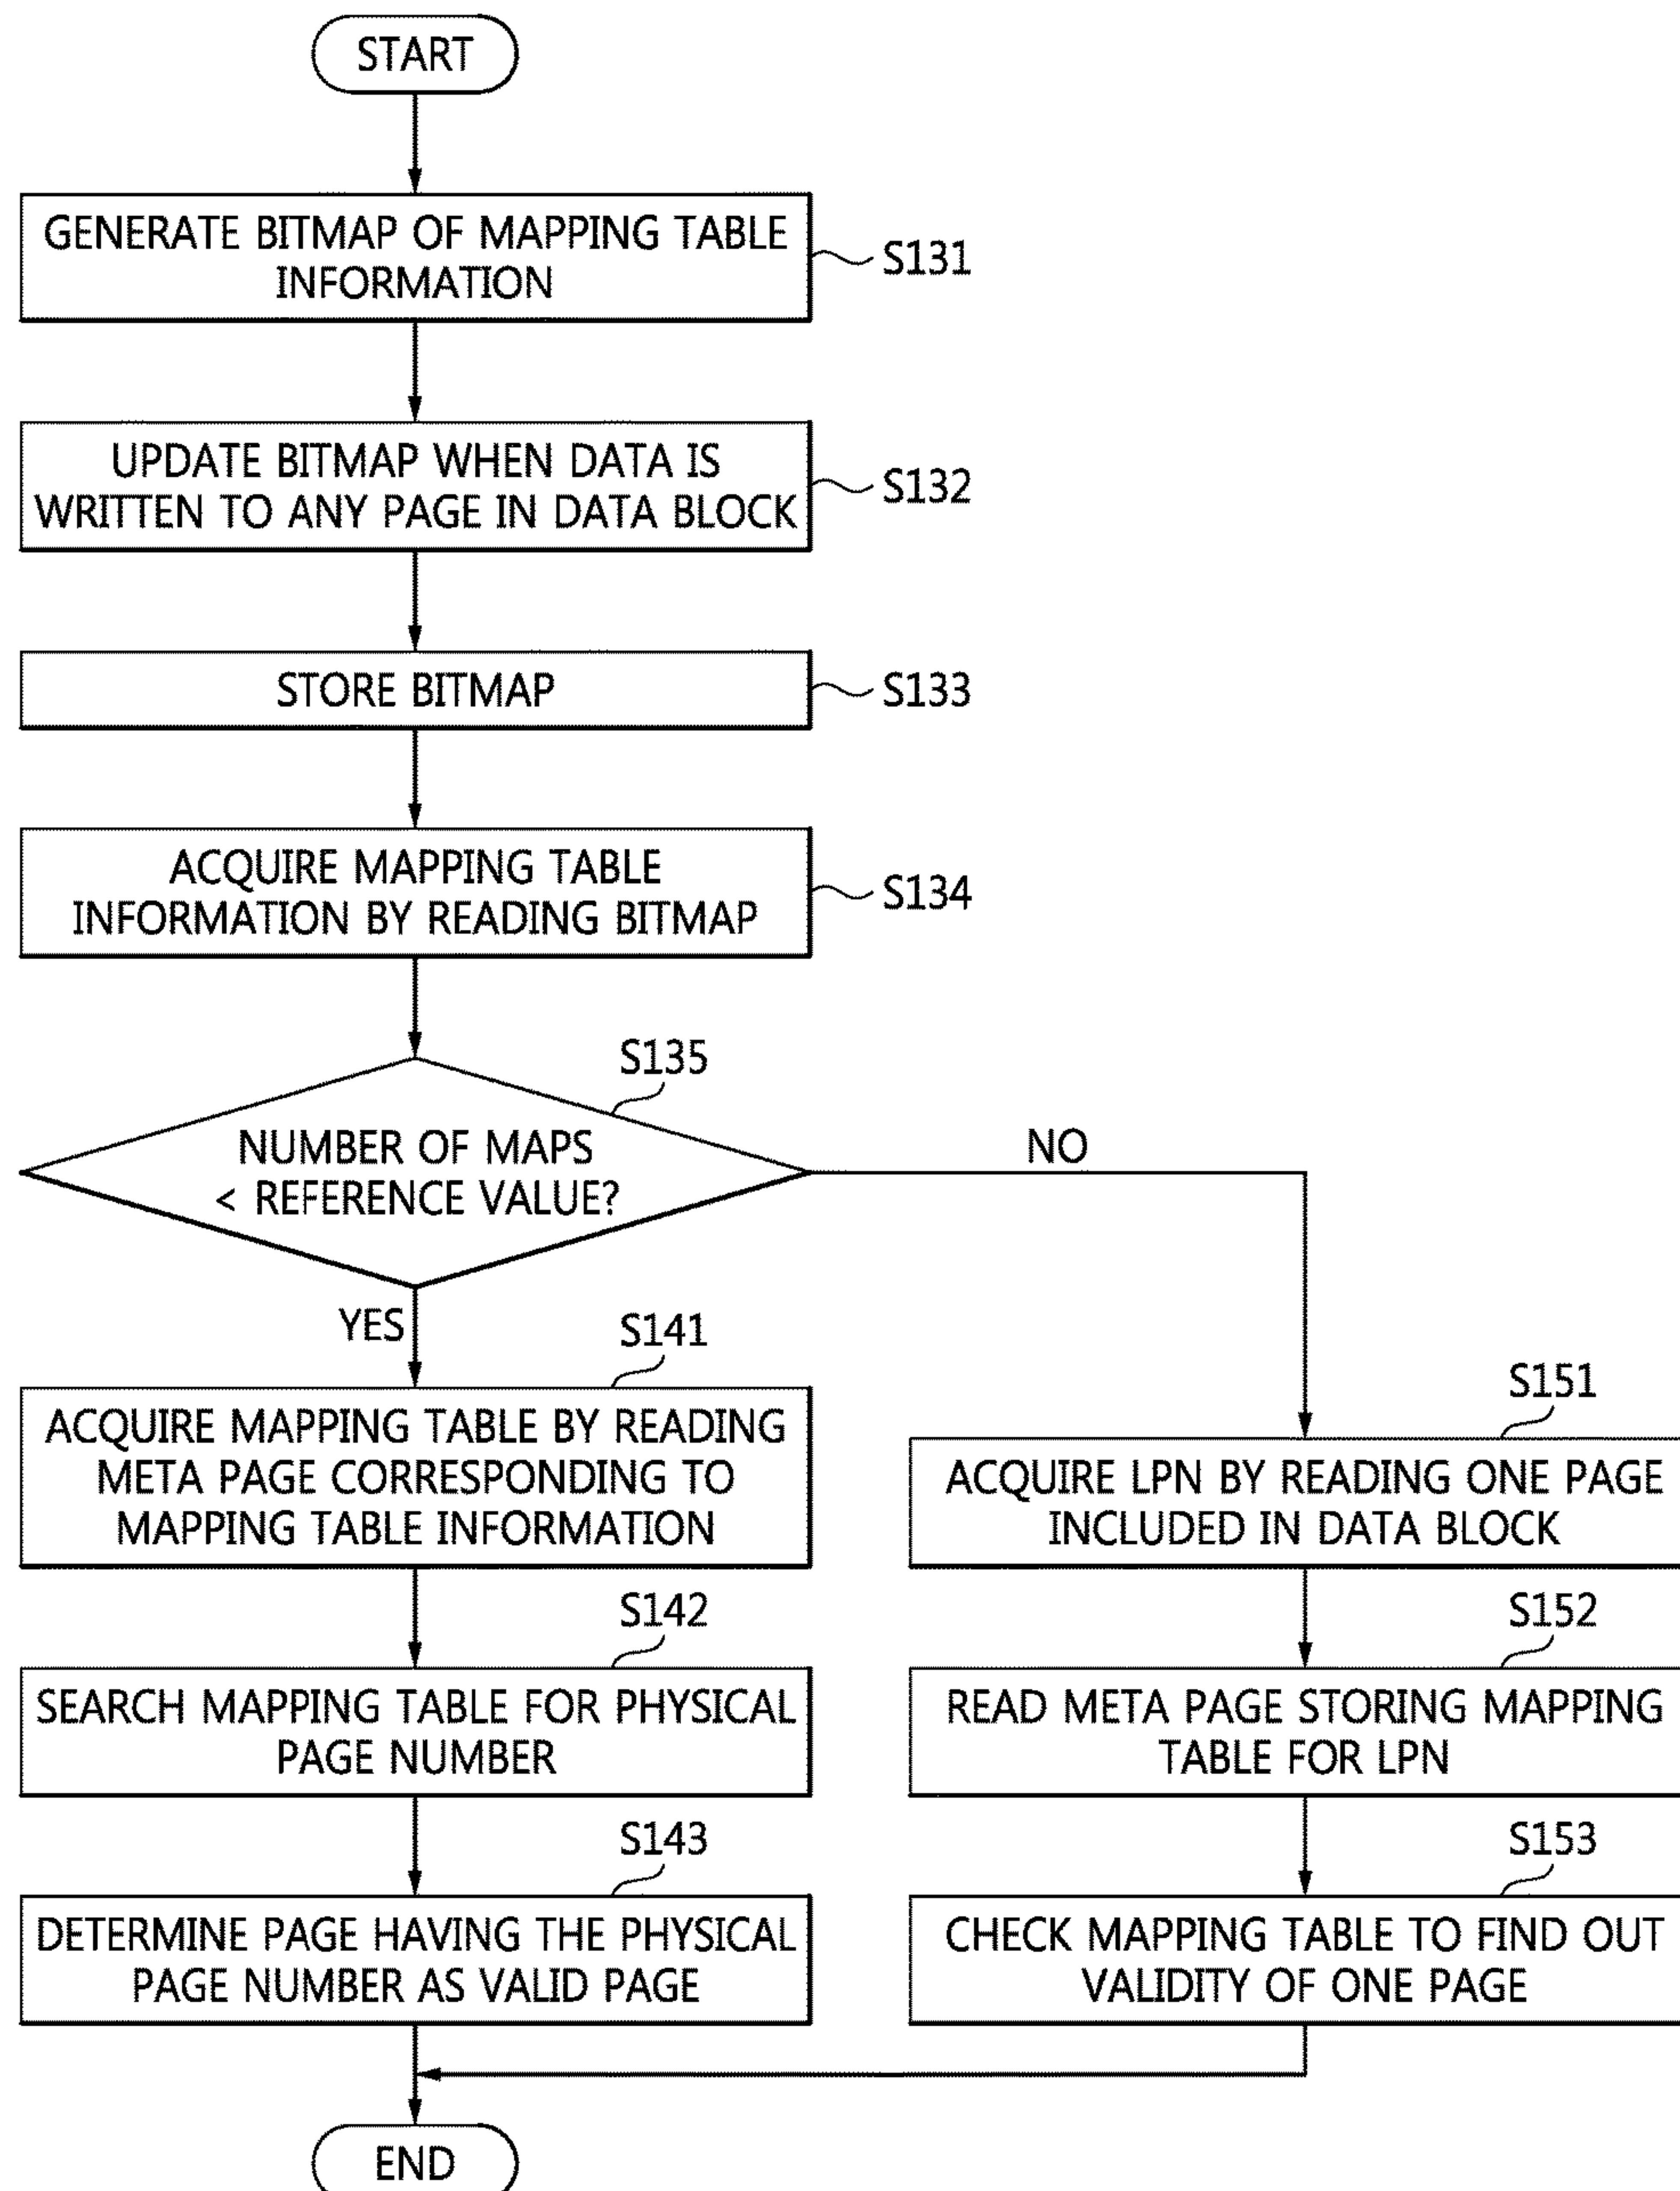 START
GENERATE BITMAP OF MAPPING TABLE
INFORMATION
S131
UPDATE BITMAP WHEN DATA IS
WRITTEN TO ANY PAGE IN DATA BLOCK
S132
STORE BITMAP
S133
ACQUIRE MAPPING TABLE
INFORMATION BY READING BITMAP
S134
S135
NUMBER OF MAPS
< REFERENCE VALUE?
NO
YES
S141
ACQUIRE MAPPING TABLE BY READING
META PAGE CORRESPONDING TO
MAPPING TABLE INFORMATION
S142
SEARCH MAPPING TABLE FOR PHYSICAL
PAGE NUMBER
S143
DETERMINE PAGE HAVING THE PHYSICAL
PAGE NUMBER AS VALID PAGE
S151
ACQUIRE LPN BY READING ONE PAGE
INCLUDED IN DATA BLOCK
S152
READ META PAGE STORING MAPPING
TABLE FOR LPN
S153
CHECK MAPPING TABLE TO FIND OUT
VALIDITY OF ONE PAGE
END